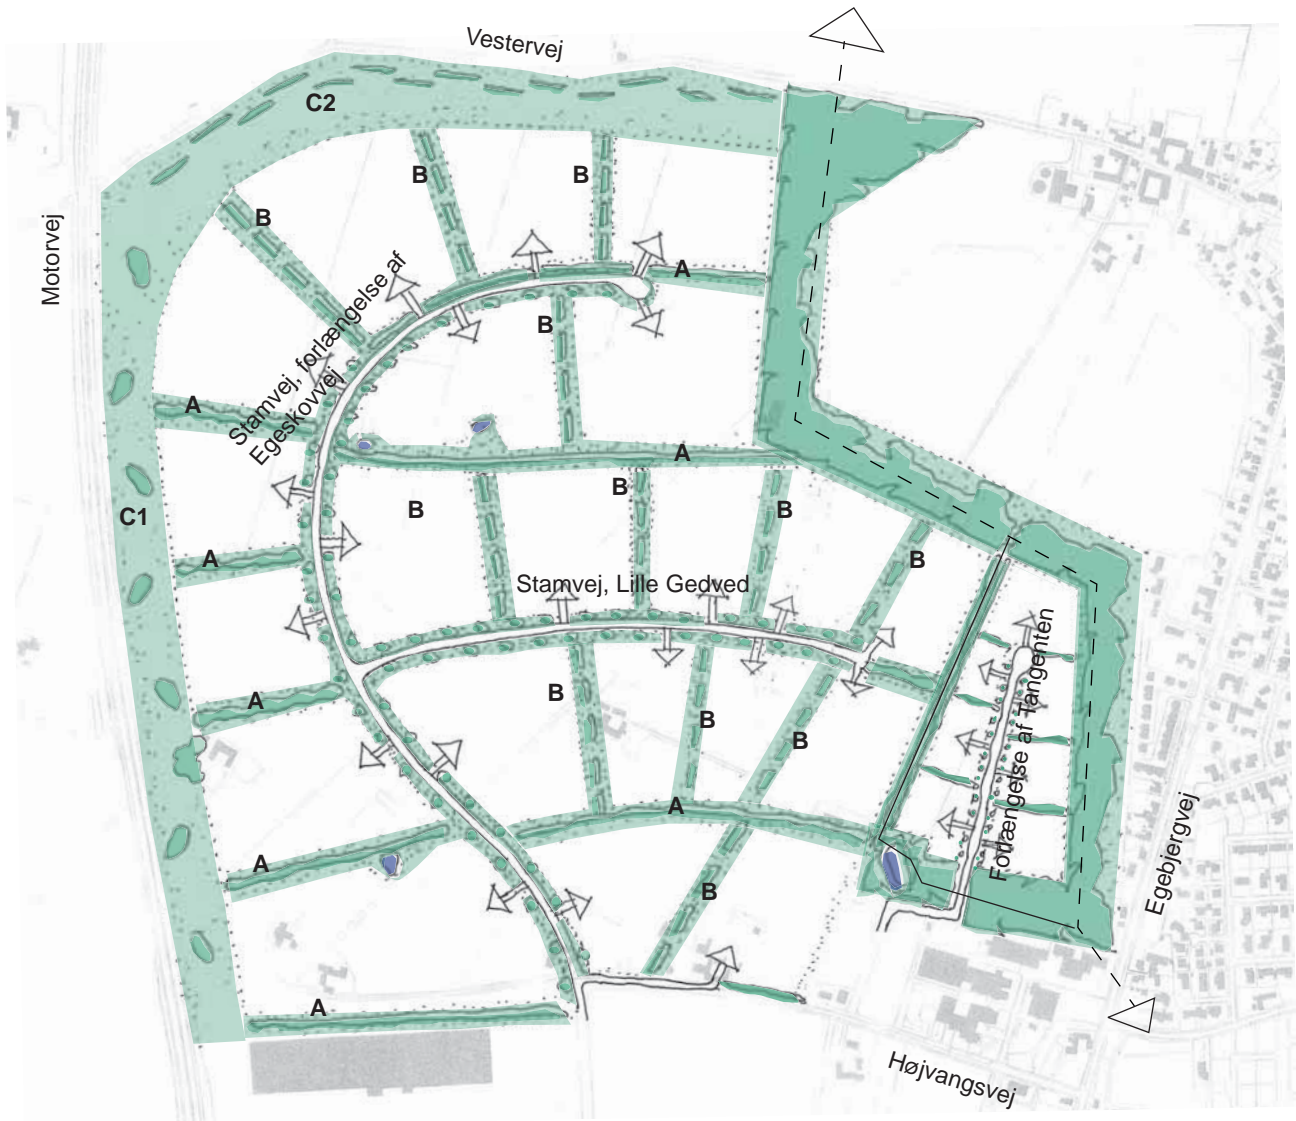 Vestervej
C2
B
B
B
Motorvej
A
Stamvej, forlængelse af
Egeskovvej
B
A
A
B
B
B
C1
A
B
Stamvej, Lille Gedved
Forlængelse af Tangenten
A
B
B
B
A
A
B
Egebjergvej
A
Højvangsvej